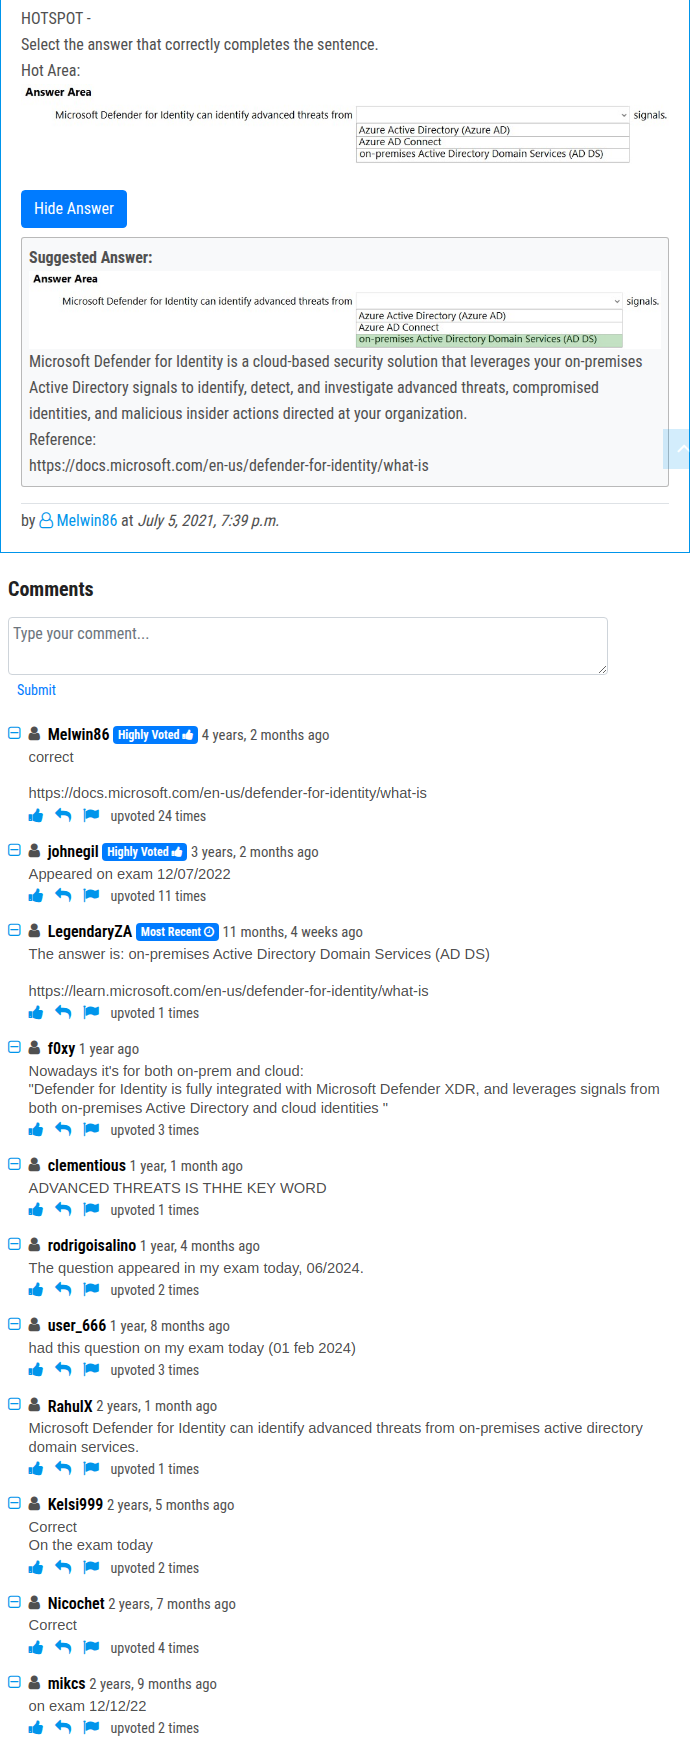 HOTSPOT -
Select the answer that correctly completes the sentence.
Hot Area:
Answer Area
Microsoft Defender for Identity can identify advanced threats from signals.
Azure Active Directory (Azure AD)
Azure AD Connect
on-premises Active Directory Domain Services (AD DS)
Hide Answer
Suggested Answer:
Answer Area
Microsoft Defender for Identity can identify advanced threats from signals.
Azure Active Directory (Azure AD)
Azure AD Connect
on-premises Active Directory Domain Services (AD DS)
Microsoft Defender for Identity is a cloud-based security solution that leverages your on-premises
Active Directory signals to identify, detect, and investigate advanced threats, compromised
identities, and malicious insider actions directed at your organization.
Reference:
https://docs.microsoft.com/en-us/defender-for-identity/what-is
by Melwin86 at July 5, 2021, 7:39 p.m.
Comments
Type your comment...
Submit
Melwin86 Highly Voted 4 years, 2 months ago
correct
https://docs.microsoft.com/en-us/defender-for-identity/what-is
upvoted 24 times
johnegil Highly Voted 3 years, 2 months ago
Appeared on exam 12/07/2022
upvoted 11 times
LegendaryZA Most Recent 11 months, 4 weeks ago
The answer is: on-premises Active Directory Domain Services (AD DS)
https://learn.microsoft.com/en-us/defender-for-identity/what-is
upvoted 1 times
f0xy 1 year ago
Nowadays it's for both on-prem and cloud:
"Defender for Identity is fully integrated with Microsoft Defender XDR, and leverages signals from
both on-premises Active Directory and cloud identities "
upvoted 3 times
clementious 1 year, 1 month ago
ADVANCED THREATS IS THHE KEY WORD
upvoted 1 times
rodrigoisalino 1 year, 4 months ago
The question appeared in my exam today, 06/2024.
upvoted 2 times
user_666 1 year, 8 months ago
had this question on my exam today (01 feb 2024)
upvoted 3 times
RahulX 2 years, 1 month ago
Microsoft Defender for Identity can identify advanced threats from on-premises active directory
domain services.
upvoted 1 times
Kelsi999 2 years, 5 months ago
Correct
On the exam today
upvoted 2 times
Nicochet 2 years, 7 months ago
Correct
upvoted 4 times
mikcs 2 years, 9 months ago
on exam 12/12/22
upvoted 2 times